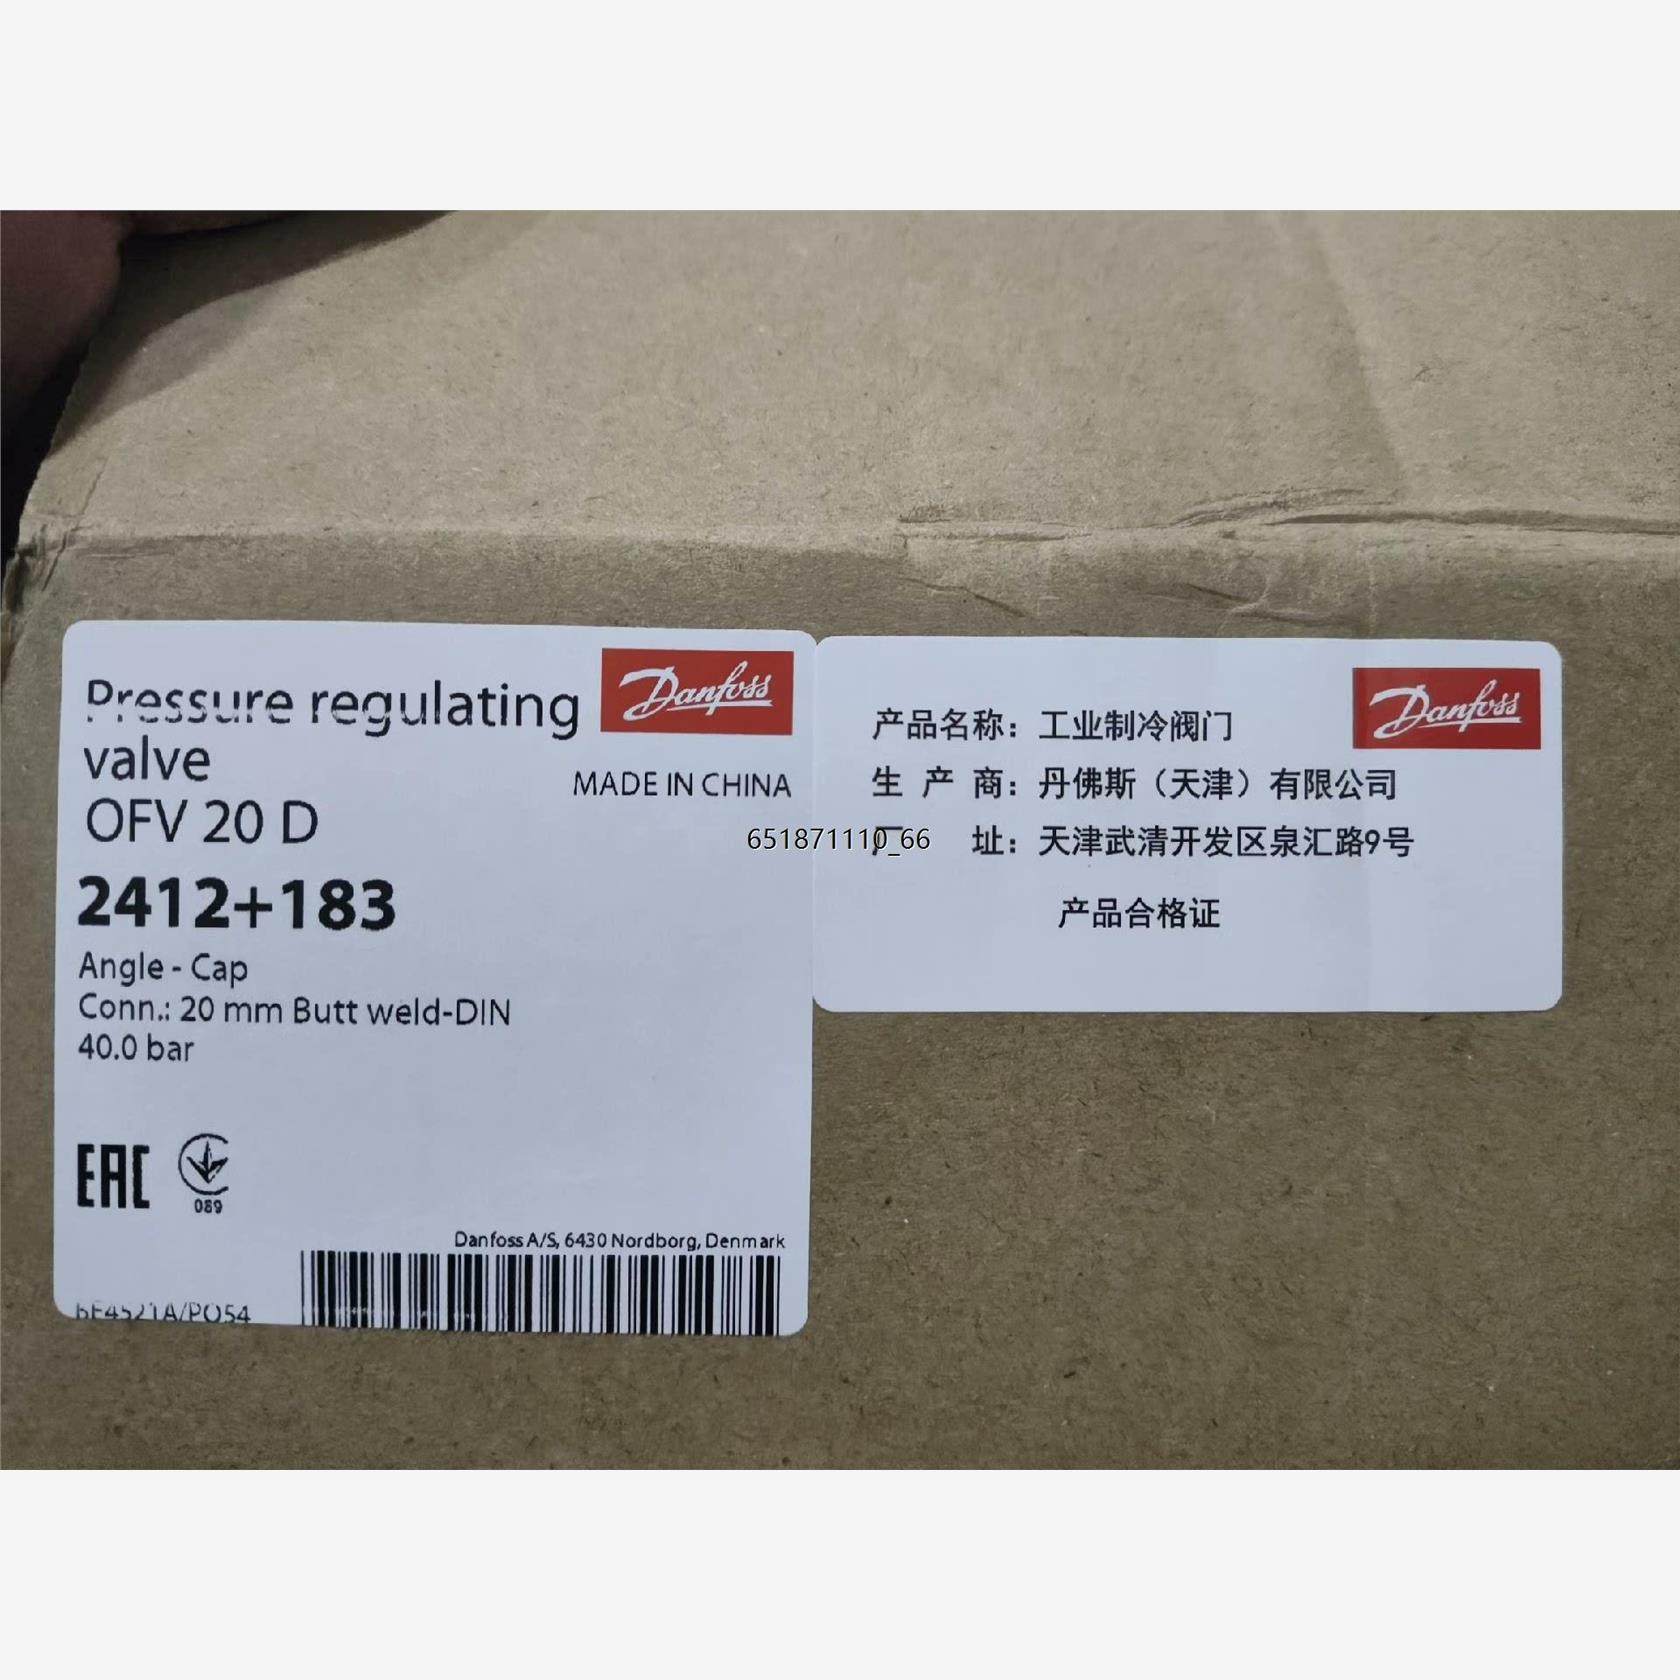 Pressure regulating
valve
OFV 20 D
Danfoss
MADE IN CHINA
2412+183
Angle - Cap
Conn.: 20 mm Butt weld-DIN
40.0 bar
EAC
089
Danfoss A/S, 6430 Nordborg, Denmark
Danfoss
产品名称：工业制冷阀门
生 产 商：丹佛斯（天津）有限公司
厂 址：天津武清开发区泉汇路9号
产品合格证
651871110_66